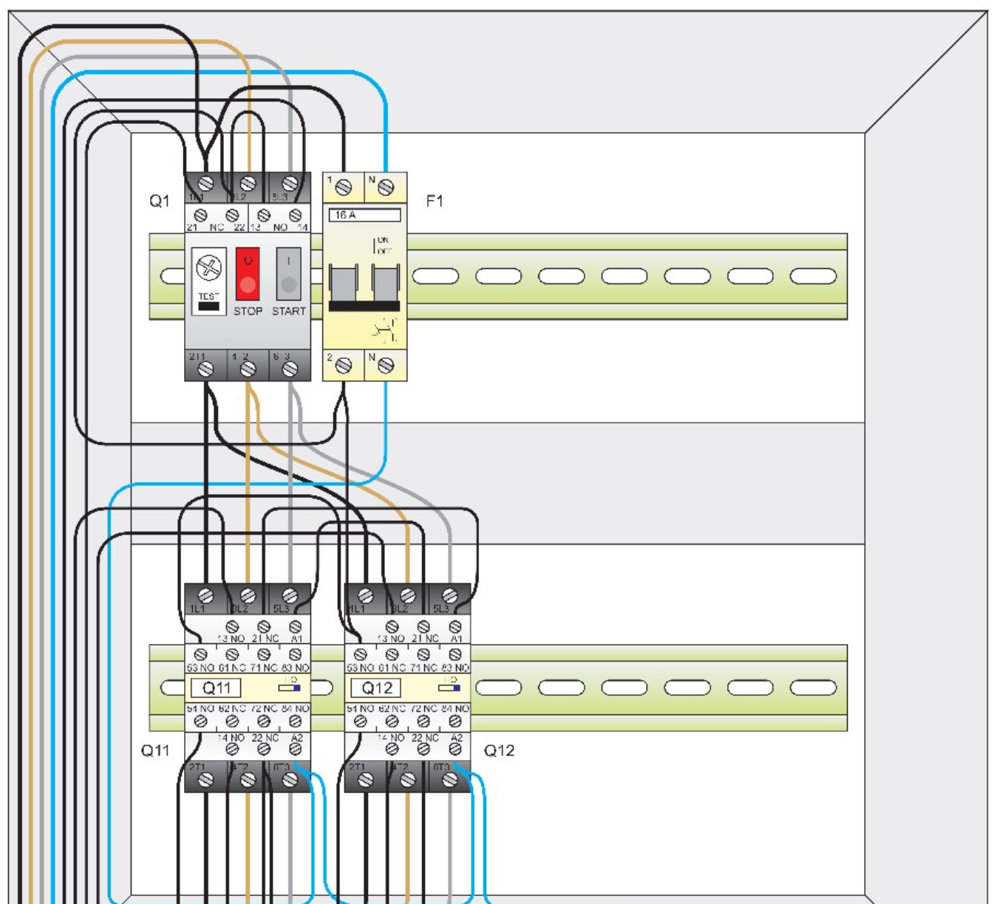 1L1 3L2 5L3 1 N
Q1 F1
21 NC 22 13 NO 14 16 A
ON
OFF
I
TEST
STOP START
2T1 6T3 2 N
1L1 3L2 5L3 1L1 3L2 5L3
13 NO 21 NC A1 13 NO 21 NC A1
53 NO 61 NC 71 NC 83 NO 53 NO 61 NC 71 NC 83 NO
Q11 I O Q12 I O
54 NO 62 NC 72 NC 84 NO 54 NO 62 NC 72 NC 84 NO
14 NO 22 NC A2 14 NO 22 NC A2
Q11 Q12
2T1 4T2 6T3 2T1 4T2 6T3